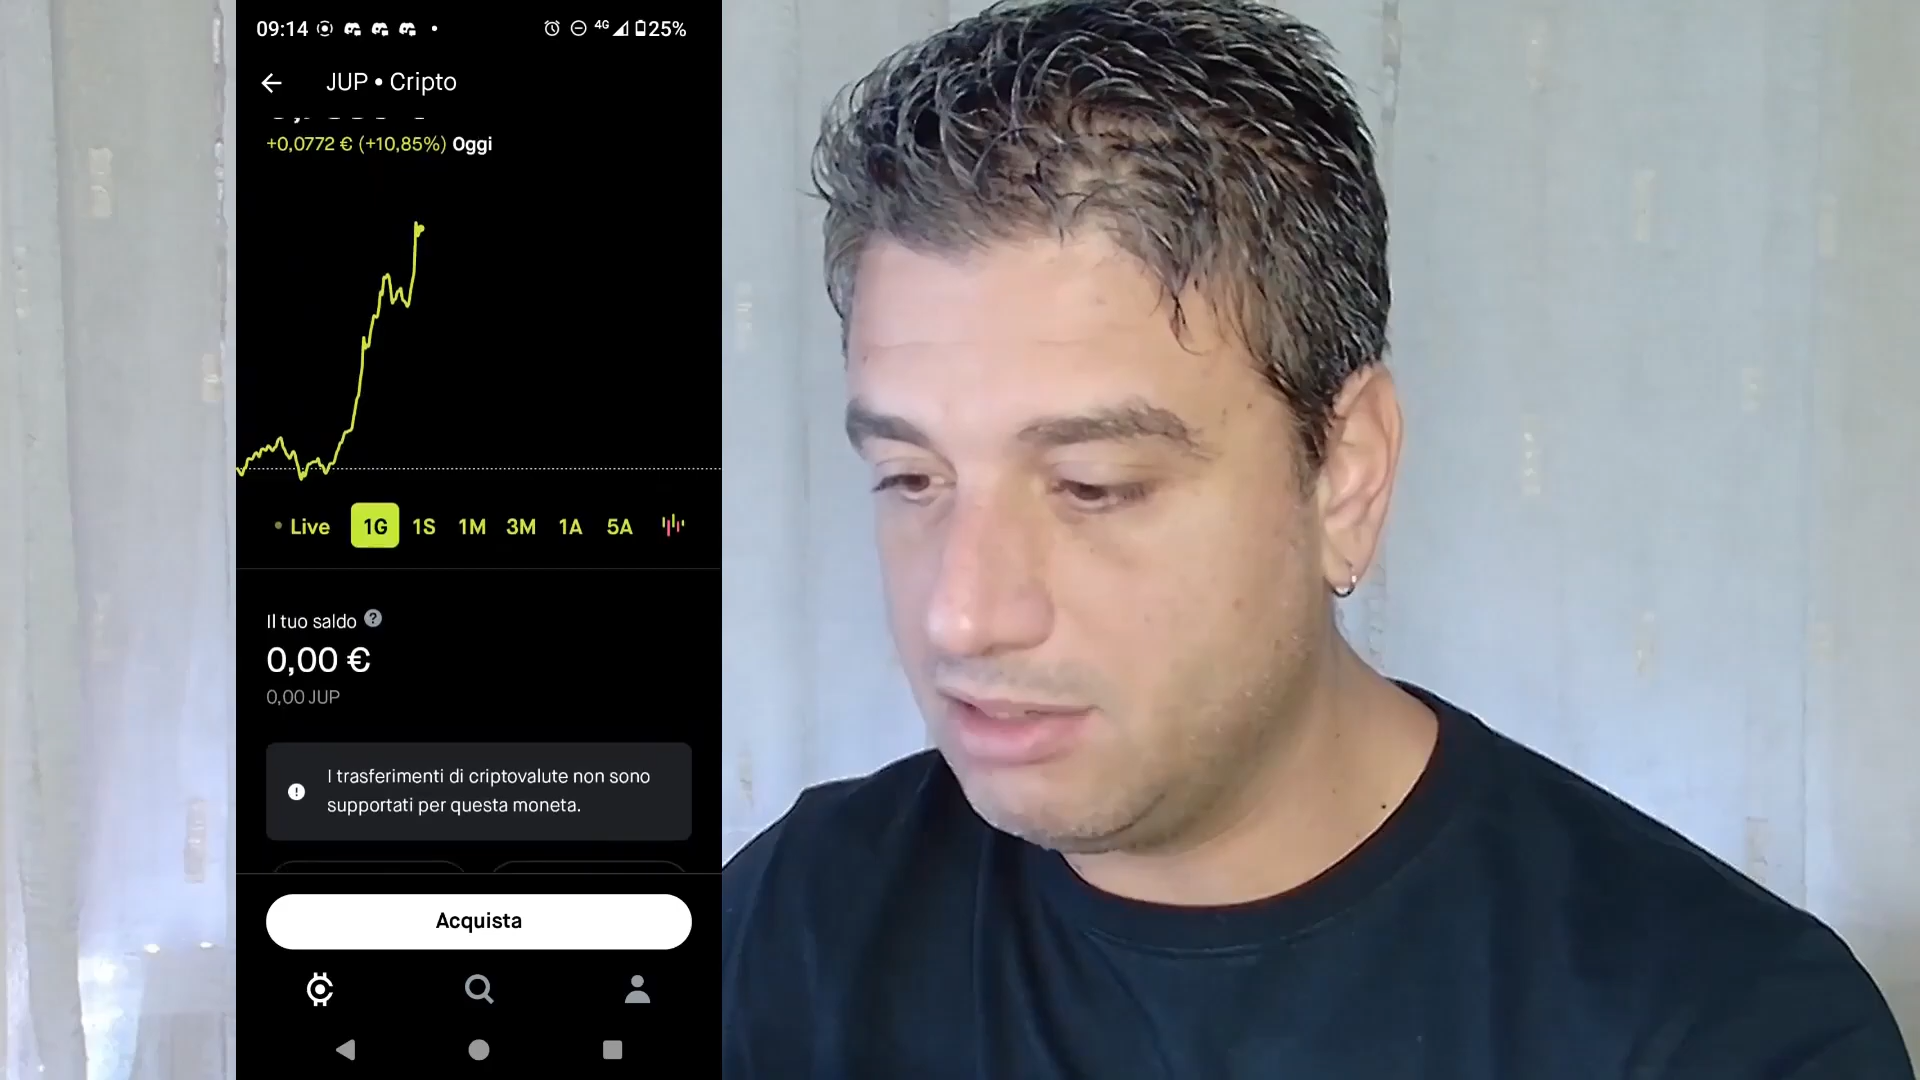 09:14
4G
25%
JUP • Cripto
+0,0772 € (+10,85%) Oggi
Live 1G 1S 1M 3M 1A 5A
Il tuo saldo ?
0,00 €
0,00 JUP
! I trasferimenti di criptovalute non sono
supportati per questa moneta.
Acquista